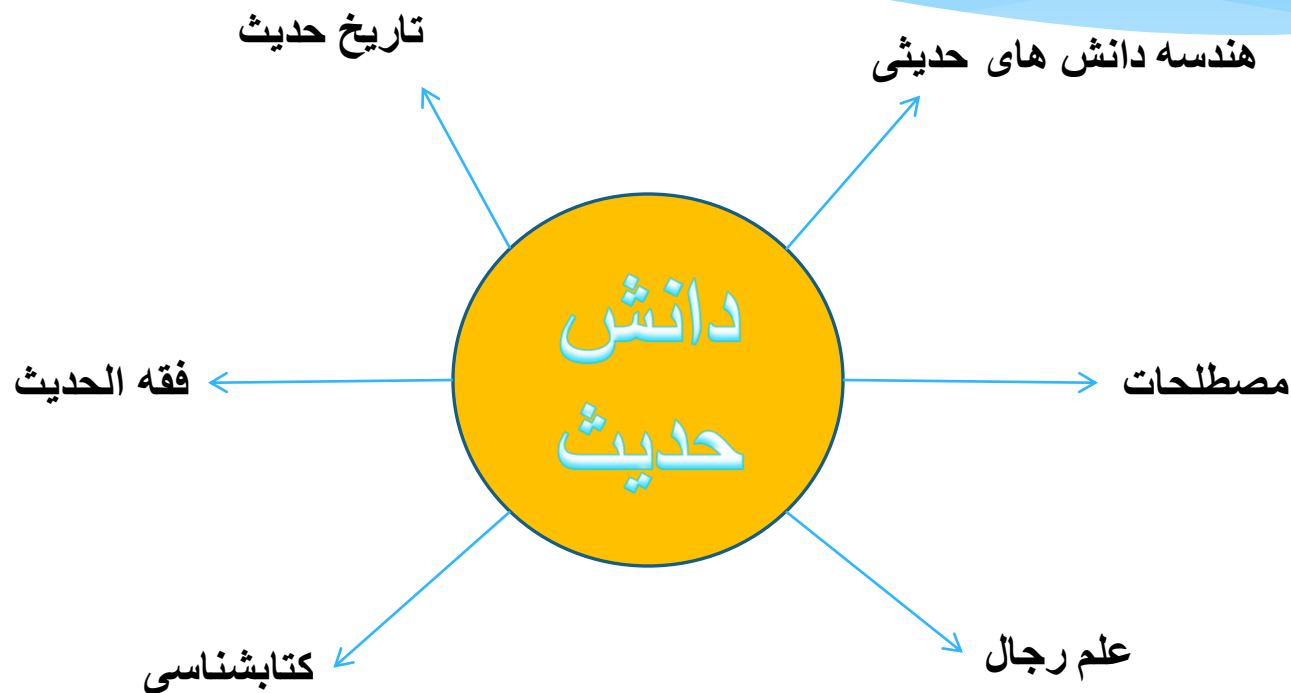 هندسه دانش های حدیثی
تاریخ حدیث
دانش
حدیث
مصطلحات
فقه الحدیث
علم رجال
کتابشناسی